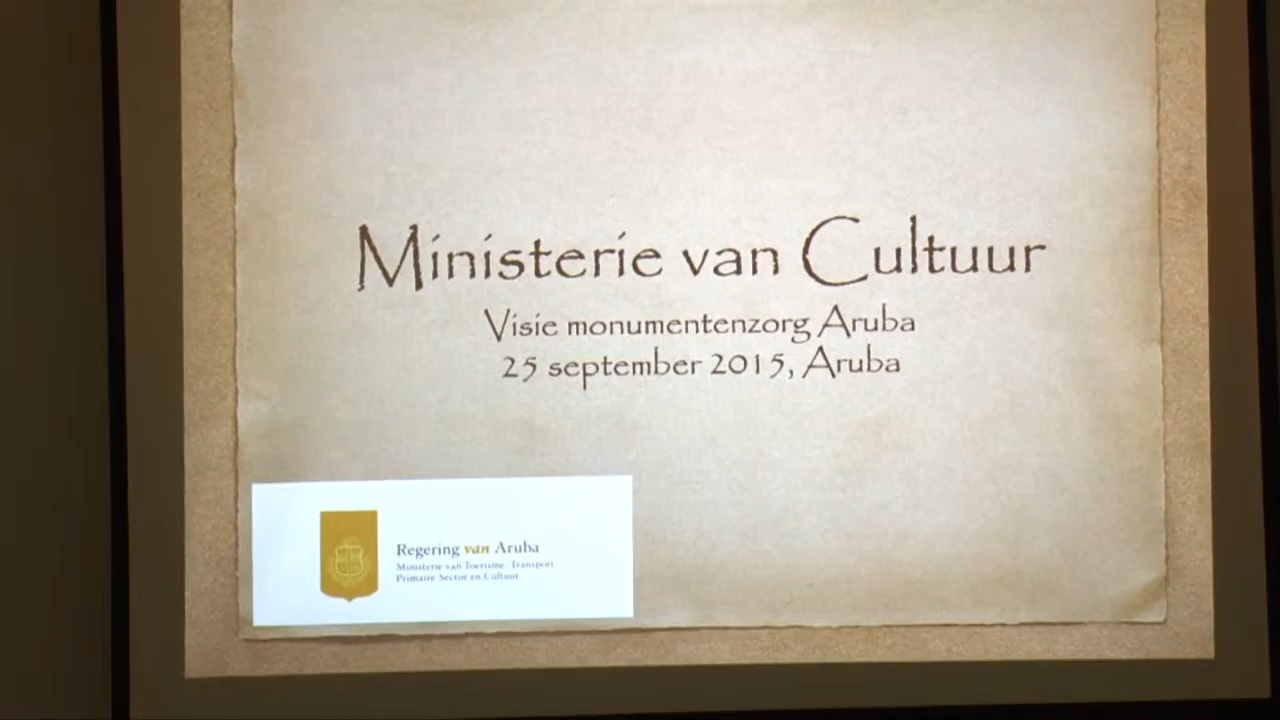 Ministerie van Cultuur
Visie monumentenzorg Aruba
25 september 2015, Aruba
Regering van Aruba
Ministerie van Toerisme Transport
Primaire Sector en Cultuur